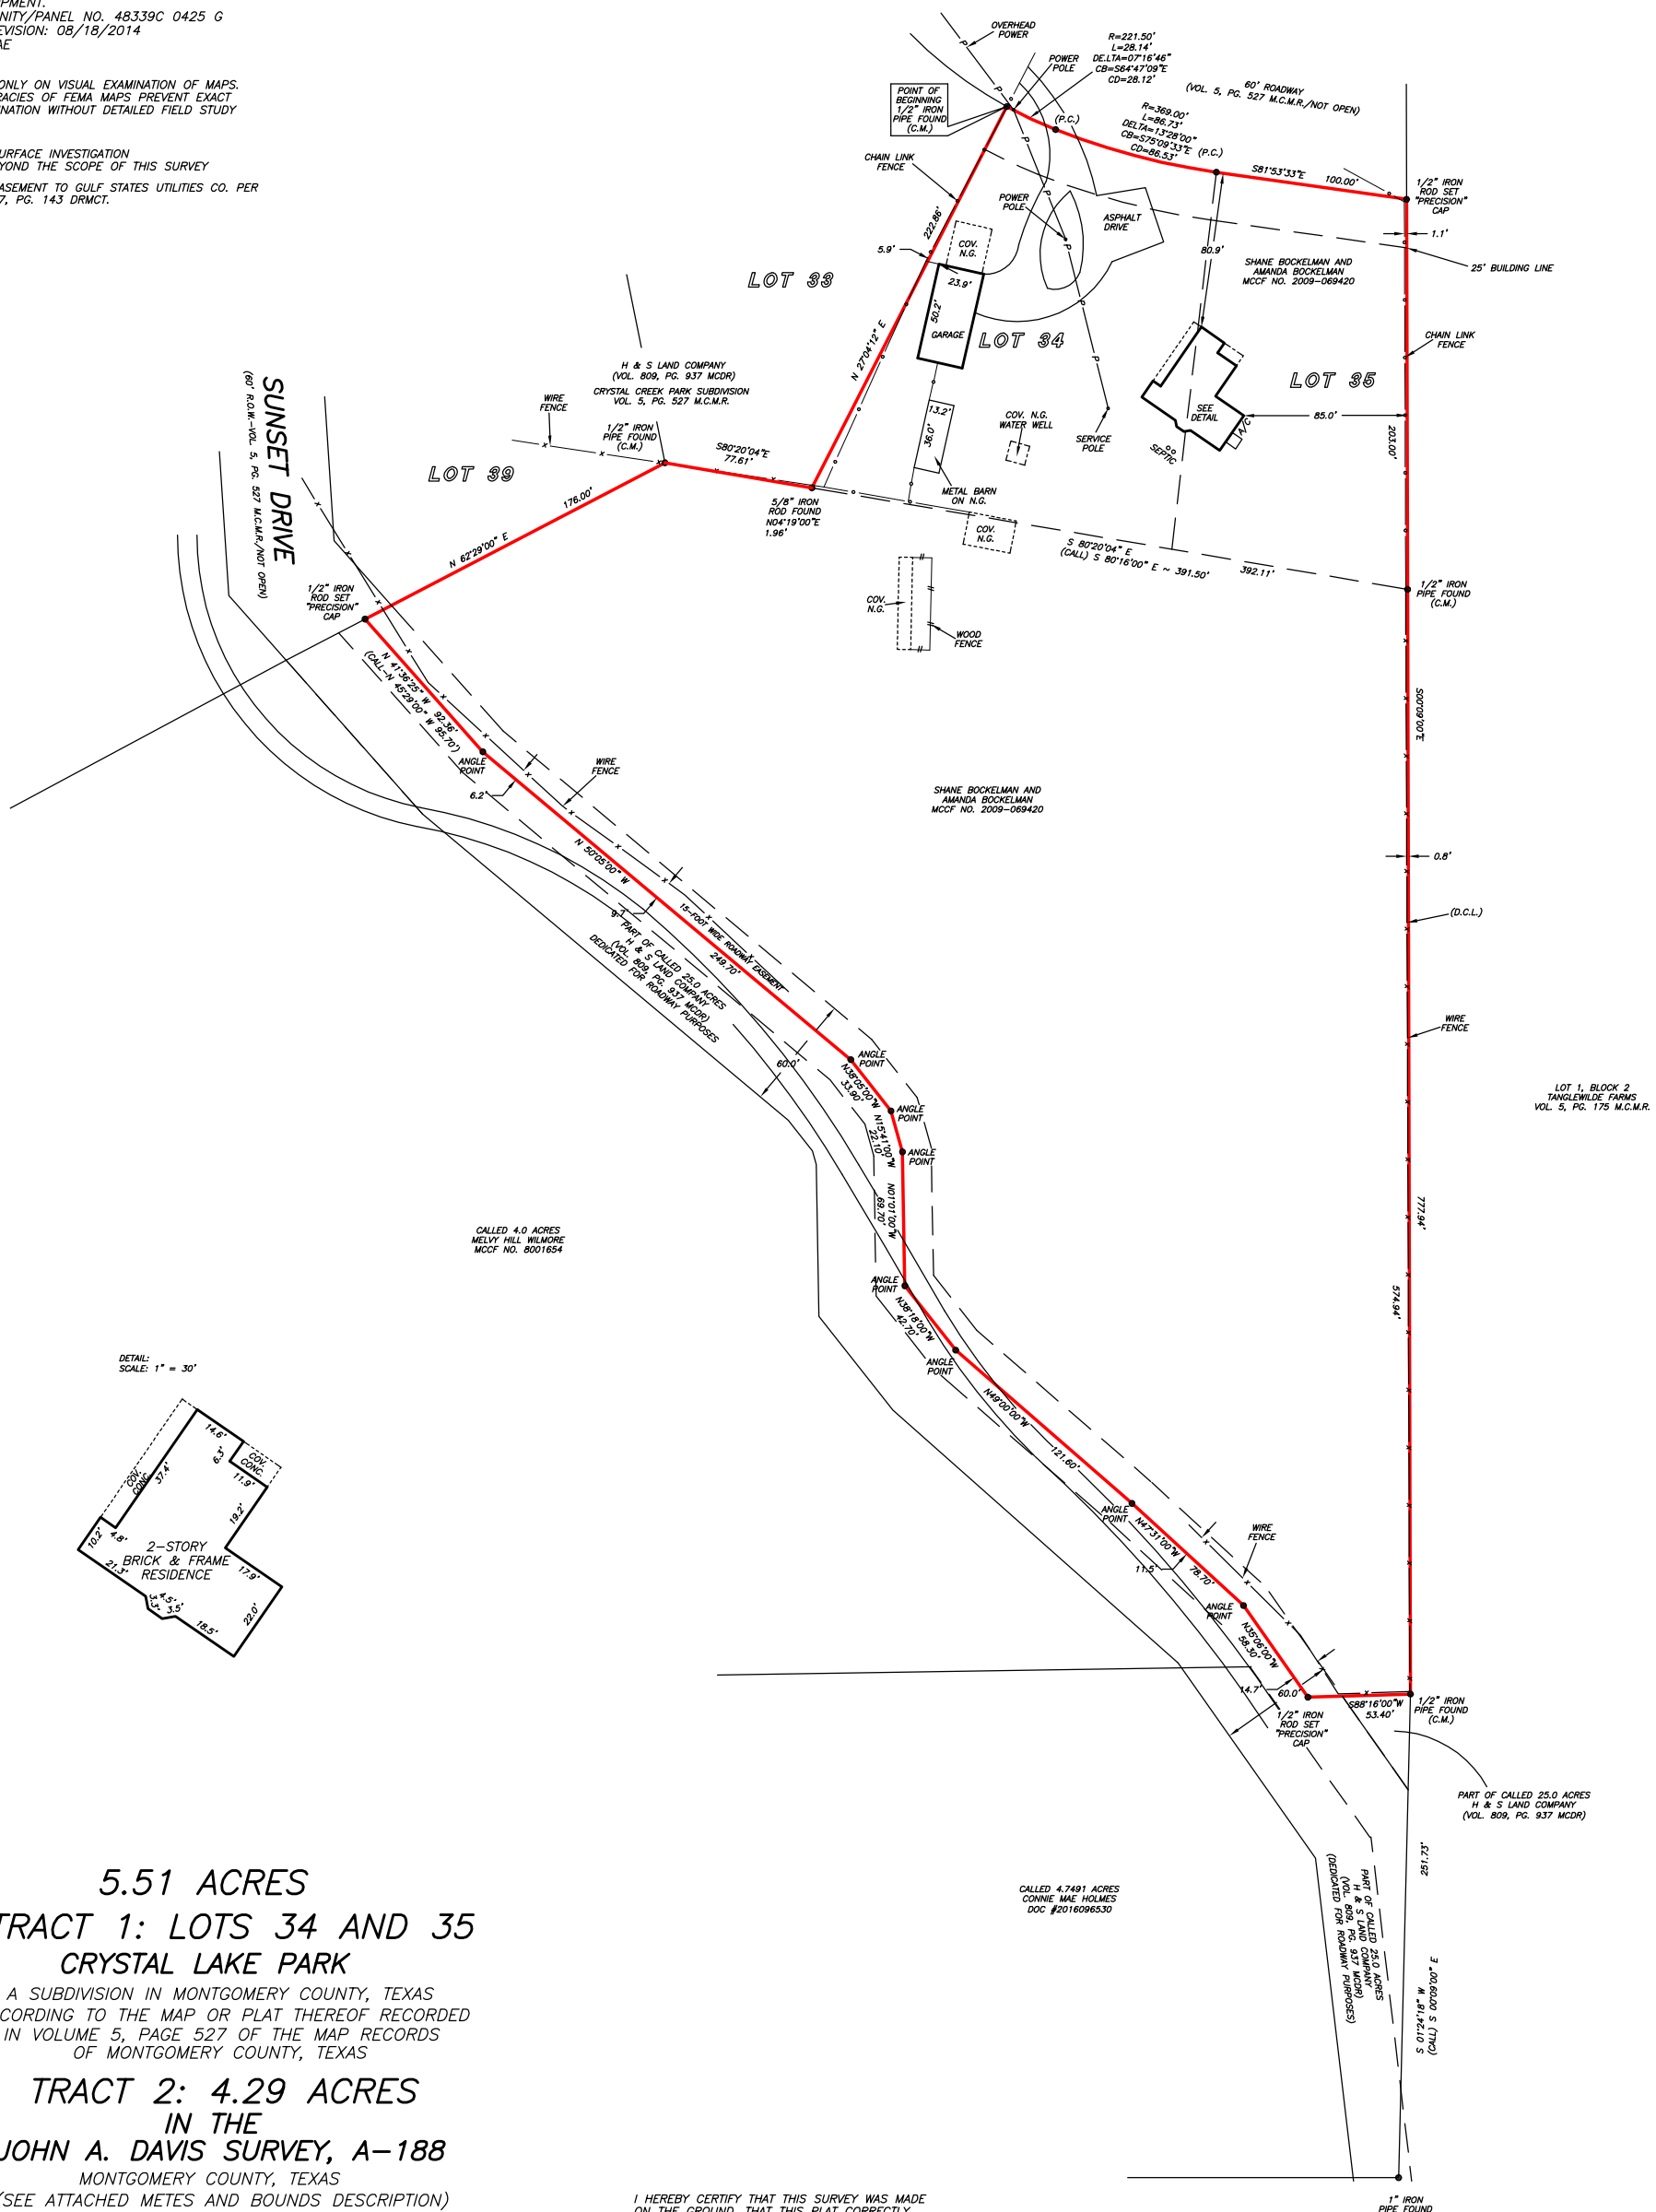 PMENT.
NITY/PANEL NO. 48339C 0425 G
EVISION: 08/18/2014
AE
ONLY ON VISUAL EXAMINATION OF MAPS.
RACIES OF FEMA MAPS PREVENT EXACT
NATION WITHOUT DETAILED FIELD STUDY
URFACE INVESTIGATION
YOND THE SCOPE OF THIS SURVEY
ASEMENT TO GULF STATES UTILITIES CO. PER
7, PG. 143 DRMCT.
OVERHEAD
POWER
POWER
POLE
R=221.50'
L=28.14'
DELTA=07°16'46"
CB=S64°47'09"E
CD=28.12'
60' ROADWAY
(VOL. 5, PG. 527 M.C.M.R./NOT OPEN)
POINT OF
BEGINNING
1/2" IRON
PIPE FOUND
(C.M.)
(P.C.)
R=369.00'
L=86.73'
DELTA=13°28'00"
CB=S75°09'33"E (P.C.)
CD=86.53'
S81°53'33"E 100.00'
1/2" IRON
ROD SET
"PRECISION"
CAP
1.1'
25' BUILDING LINE
CHAIN LINK
FENCE
CHAIN LINK
FENCE
222.86'
N 27°04'12" E
5.9'
POWER
POLE
ASPHALT
DRIVE
COV.
N.G.
23.9'
50.2'
GARAGE
80.9'
SHANE BOCKELMAN AND
AMANDA BOCKELMAN
MCCF NO. 2009-069420
LOT 33
LOT 34
LOT 35
SEE
DETAIL
A/C
85.0'
SEPTIC
203.00'
H & S LAND COMPANY
(VOL. 809, PG. 937 MCDR)
CRYSTAL CREEK PARK SUBDIVISION
VOL. 5, PG. 527 M.C.M.R.
WIRE
FENCE
1/2" IRON
PIPE FOUND
(C.M.)
S80°20'04"E
77.61'
13.2'
36.0'
COV. N.G.
WATER WELL
SERVICE
POLE
METAL BARN
ON N.G.
SUNSET DRIVE
(60' R.O.W.-VOL. 5, PG. 527 M.C.M.R./NOT OPEN)
LOT 39
176.00'
N 62°29'00" E
5/8" IRON
ROD FOUND
N04°19'00"E
1.96'
COV.
N.G.
S 80°20'04" E
(CALL) S 80°16'00" E ~ 391.50' 392.11'
1/2" IRON
PIPE FOUND
(C.M.)
1/2" IRON
ROD SET
"PRECISION"
CAP
COV.
N.G.
WOOD
FENCE
N 41°36'25" W 92.36'
(CALL-N 45°29'00" W 95.70')
ANGLE
POINT
6.2'
WIRE
FENCE
S00°09'00"E
SHANE BOCKELMAN AND
AMANDA BOCKELMAN
MCCF NO. 2009-069420
0.8'
(D.C.L.)
N 50°05'00" W
249.70'
15-FOOT WIDE ROADWAY EASEMENT
9.7'
PART OF CALLED 25.0 ACRES
H & S LAND COMPANY
(VOL. 809, PG. 937 MCDR)
DEDICATED FOR ROADWAY PURPOSES
60.0'
WIRE
FENCE
ANGLE
POINT
N38°05'00"W
33.90'
ANGLE
POINT
N15°41'00"W
22.10'
ANGLE
POINT
LOT 1, BLOCK 2
TANGLEWILDE FARMS
VOL. 5, PG. 175 M.C.M.R.
N01°01'00"W
69.70'
777.94'
574.94'
CALLED 4.0 ACRES
MELVY HILL WILMORE
MCCF NO. 8001654
ANGLE
POINT
N38°18'00"W
42.70'
ANGLE
POINT
N49°00'00"W
121.60'
DETAIL:
SCALE: 1" = 30'
14.6'
6.3'
COV.
CONC.
11.9'
COV.
CONC.
37.4'
19.2'
10.2'
4.8'
2-STORY
BRICK & FRAME
RESIDENCE
21.3'
17.9'
3.3'
4.5'
3.5'
18.5'
22.0'
ANGLE
POINT
N47°31'00"W
78.70'
11.5'
WIRE
FENCE
ANGLE
POINT
N35°06'00"W
58.30'
14.7'
60.0'
S88°16'00"W
53.40'
1/2" IRON
PIPE FOUND
(C.M.)
1/2" IRON
ROD SET
"PRECISION"
CAP
PART OF CALLED 25.0 ACRES
H & S LAND COMPANY
(VOL. 809, PG. 937 MCDR)
251.73'
S 01°24'18" W
(CALL) S 00°09'00" E
PART OF CALLED 25.0 ACRES
H & S LAND COMPANY
(VOL. 809, PG. 937 MCDR)
(DEDICATED FOR ROADWAY PURPOSES)
CALLED 4.7491 ACRES
CONNIE MAE HOLMES
DOC #2016096530
5.51 ACRES
TRACT 1: LOTS 34 AND 35
CRYSTAL LAKE PARK
A SUBDIVISION IN MONTGOMERY COUNTY, TEXAS
CORDING TO THE MAP OR PLAT THEREOF RECORDED
IN VOLUME 5, PAGE 527 OF THE MAP RECORDS
OF MONTGOMERY COUNTY, TEXAS
TRACT 2: 4.29 ACRES
IN THE
JOHN A. DAVIS SURVEY, A-188
MONTGOMERY COUNTY, TEXAS
(SEE ATTACHED METES AND BOUNDS DESCRIPTION)
I HEREBY CERTIFY THAT THIS SURVEY WAS MADE
ON THE GROUND, THAT THIS PLAT CORRECTLY
1" IRON
PIPE FOUND